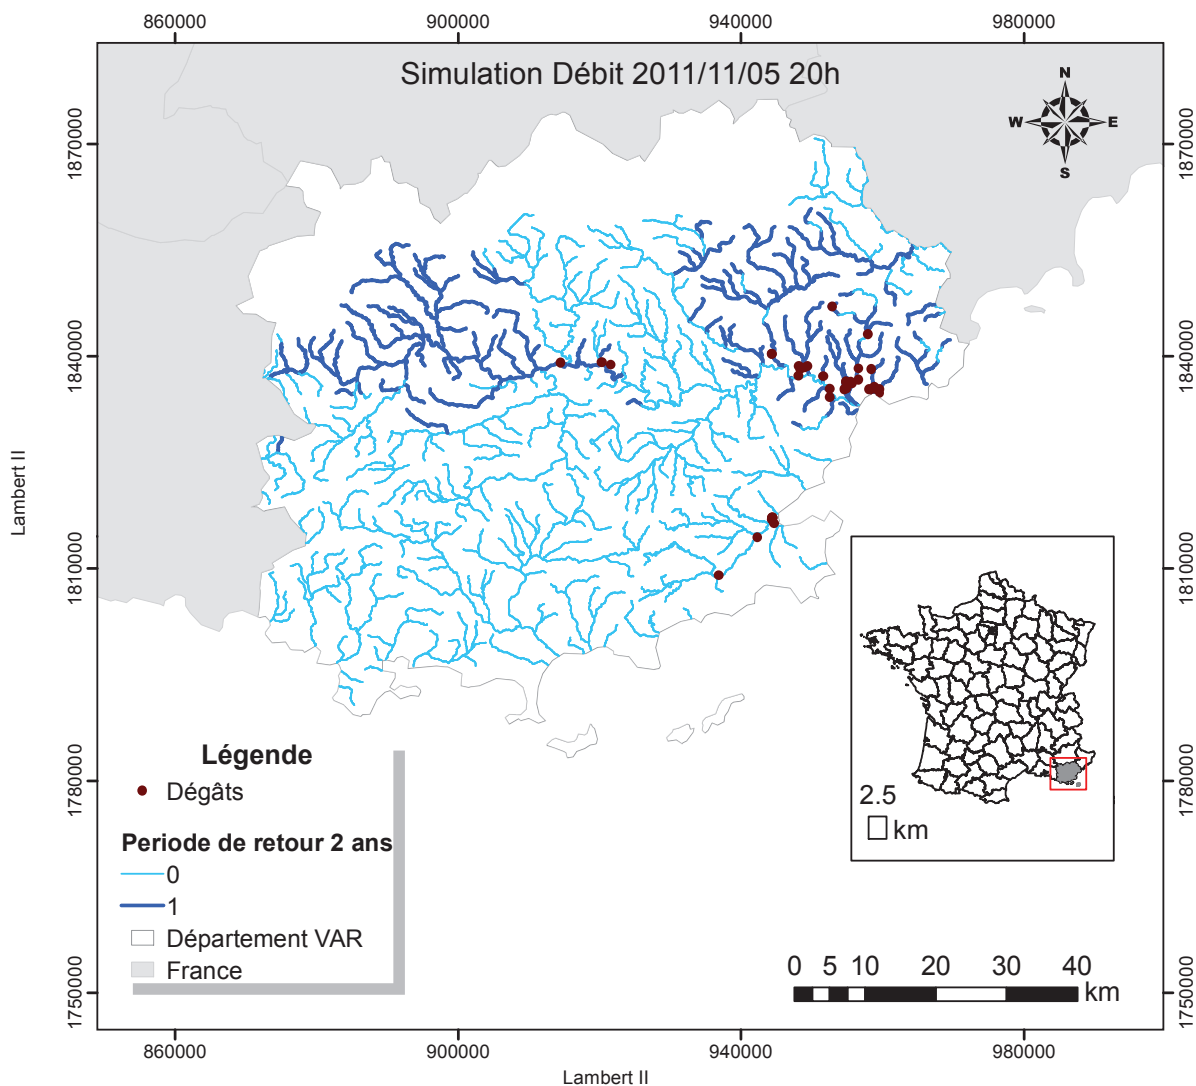 860000 900000 940000 980000
Simulation Débit 2011/11/05 20h
N
W E
S
1870000 1870000
1840000 1840000
Lambert II
1810000 1810000
2.5
km
Légende
1780000 1780000
Dégâts
Periode de retour 2 ans
0
1
Département VAR
France
0 5 10 20 30 40
km
1750000 1750000
860000 900000 940000 980000
Lambert II